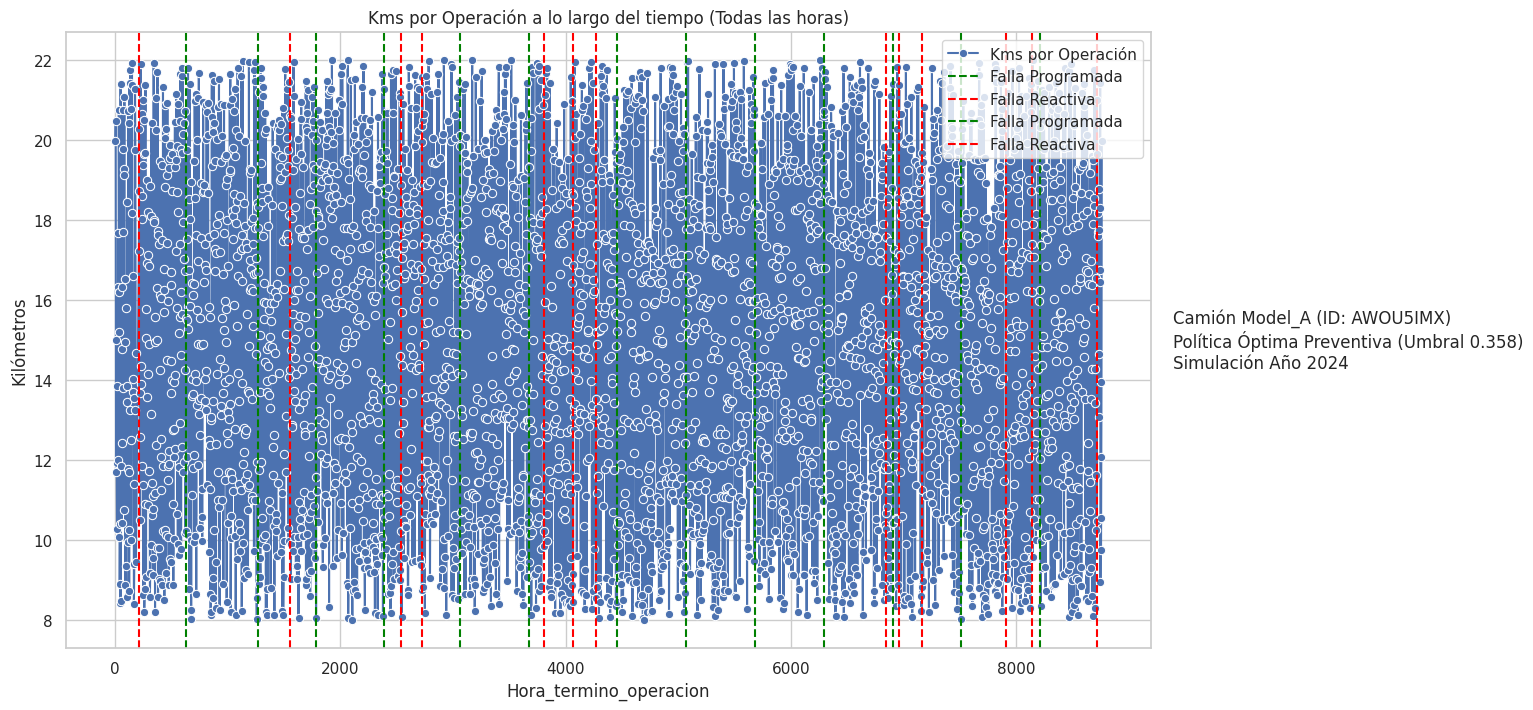 Kms por Operación a lo largo del tiempo (Todas las horas)
Kms por Operación
Falla Programada
Falla Reactiva
Falla Programada
Falla Reactiva
22
20
18
16
14
12
10
8
Kilómetros
0
2000
4000
6000
8000
Hora_termino_operacion
Camión Model_A (ID: AWOU5IMX)
Política Óptima Preventiva (Umbral 0.358)
Simulación Año 2024